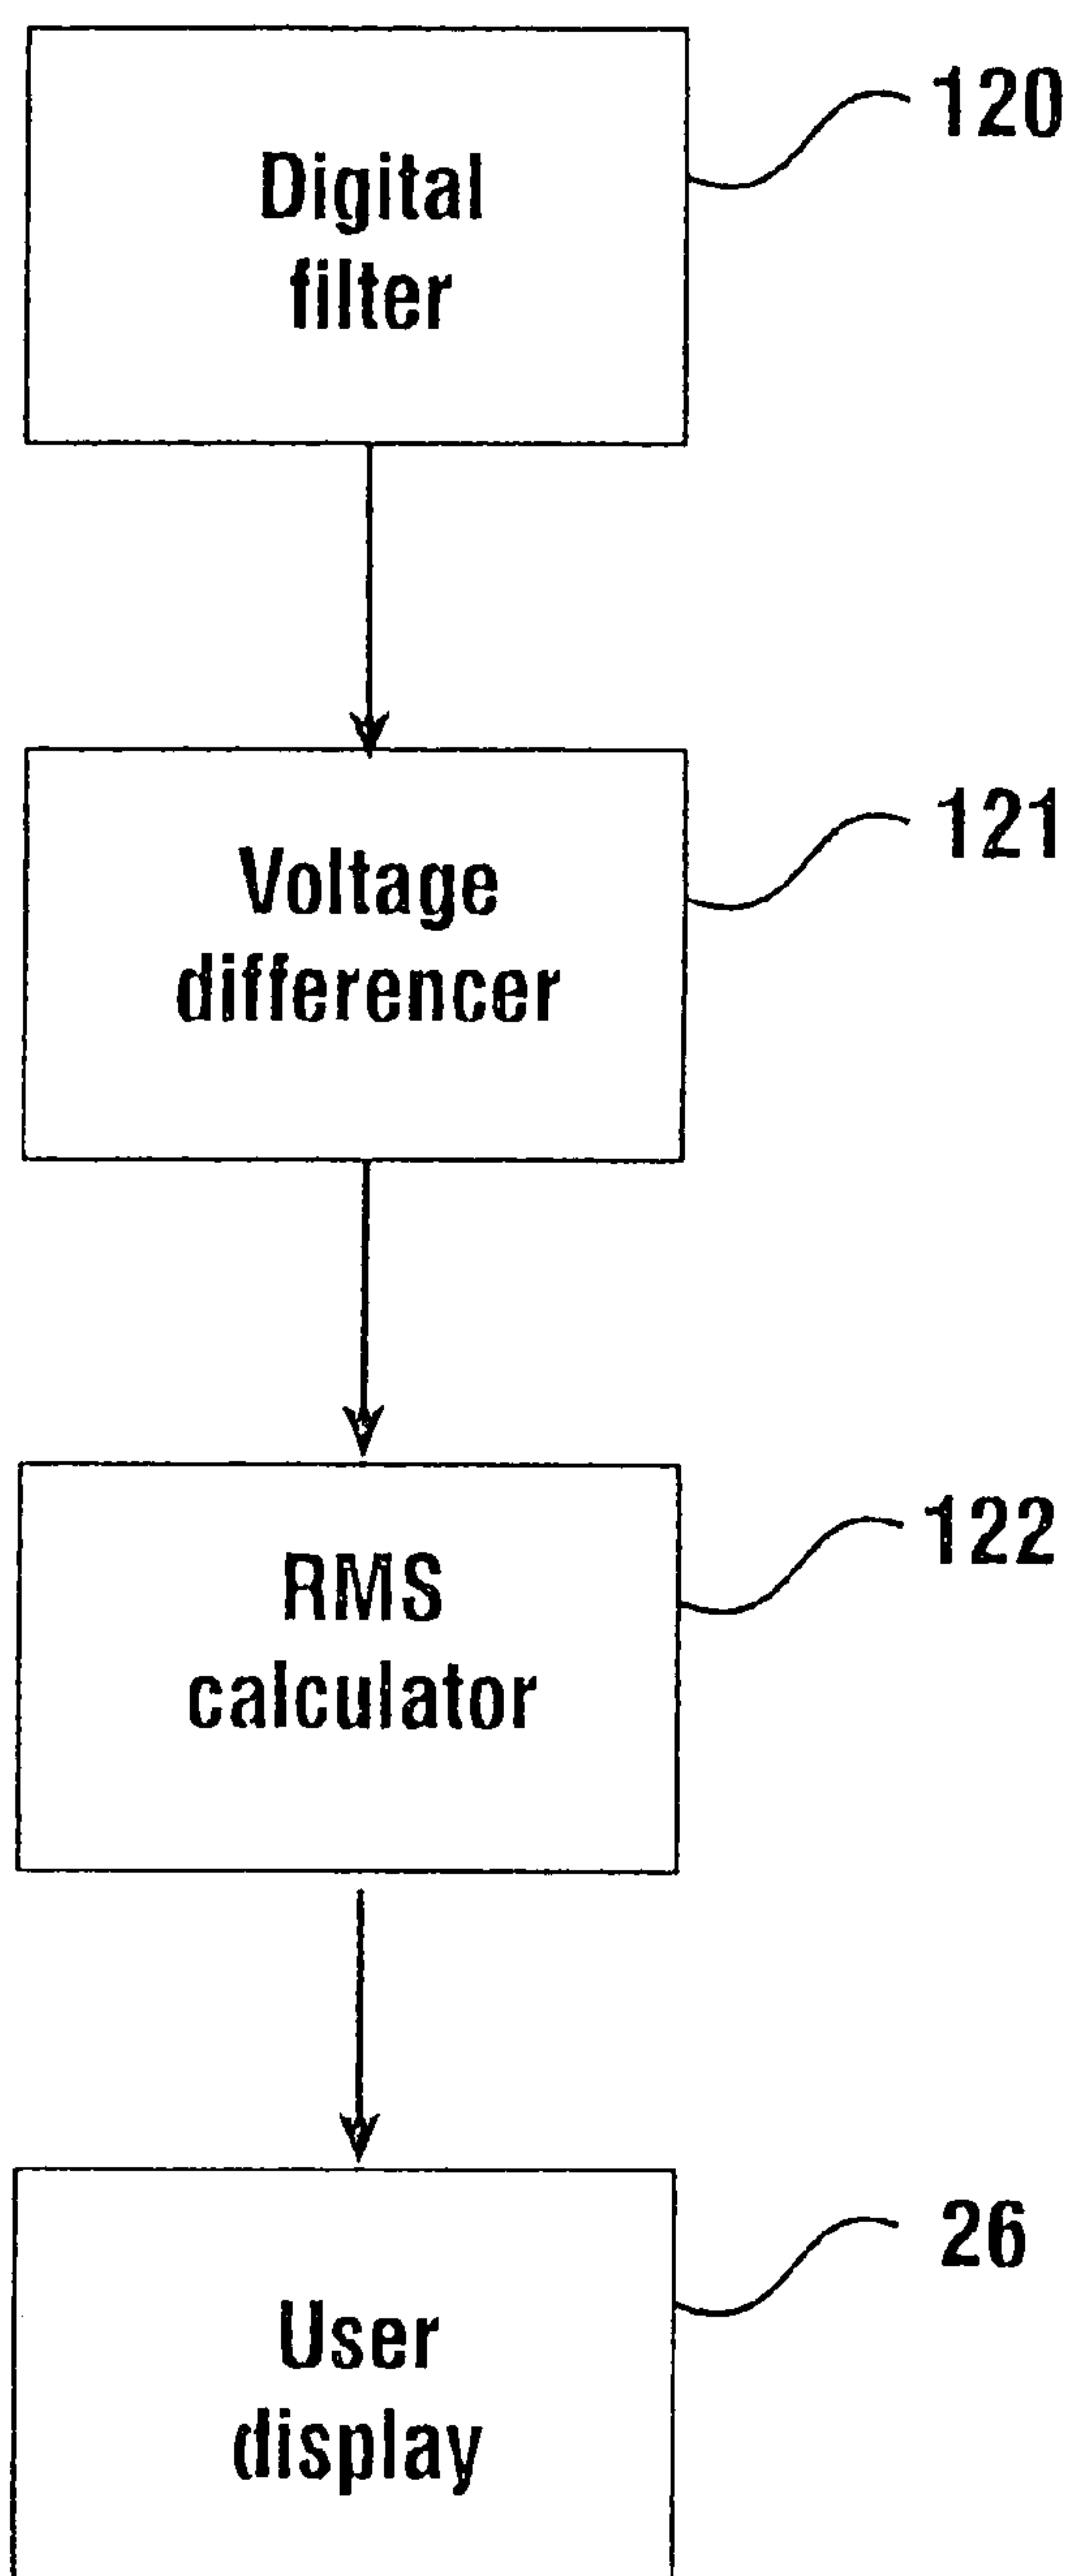 120
Digital
filter
121
Voltage
differencer
122
RMS
calculator
26
User
display